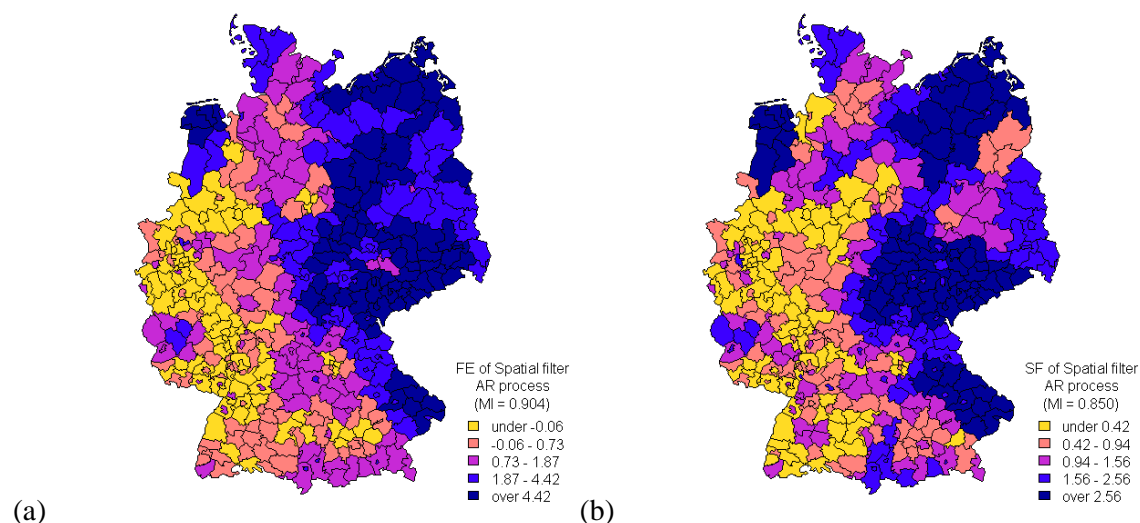 FE of Spatial filter
AR process
(MI = 0.904)
under -0.06
-0.06 - 0.73
0.73 - 1.87
1.87 - 4.42
over 4.42
(a)
SF of Spatial filter
AR process
(MI = 0.850)
under 0.42
0.42 - 0.94
0.94 - 1.56
1.56 - 2.56
over 2.56
(b)